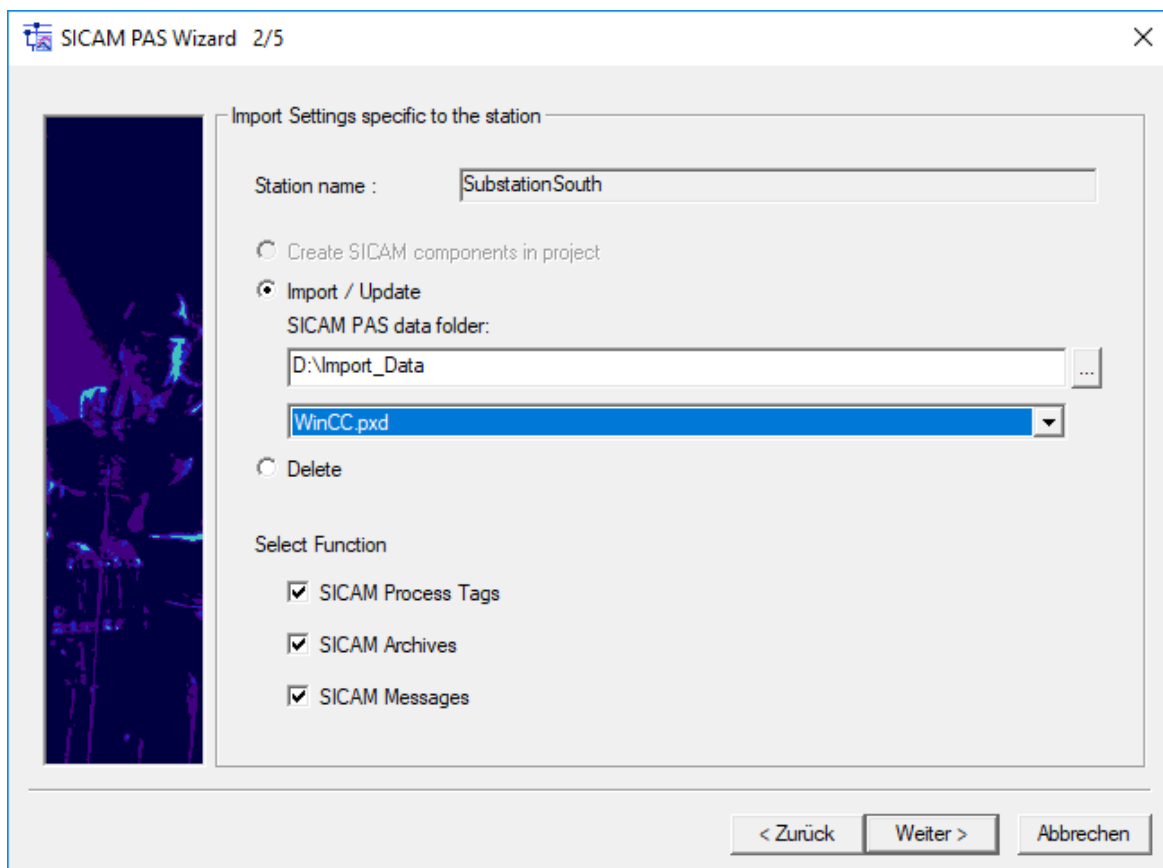 SICAM PAS Wizard 2/5
Import Settings specific to the station
Station name : SubstationSouth
Create SICAM components in project
Import / Update
SICAM PAS data folder:
D:\Import_Data
...
WinCC.pxd
Delete
Select Function
SICAM Process Tags
SICAM Archives
SICAM Messages
< Zurück Weiter > Abbrechen